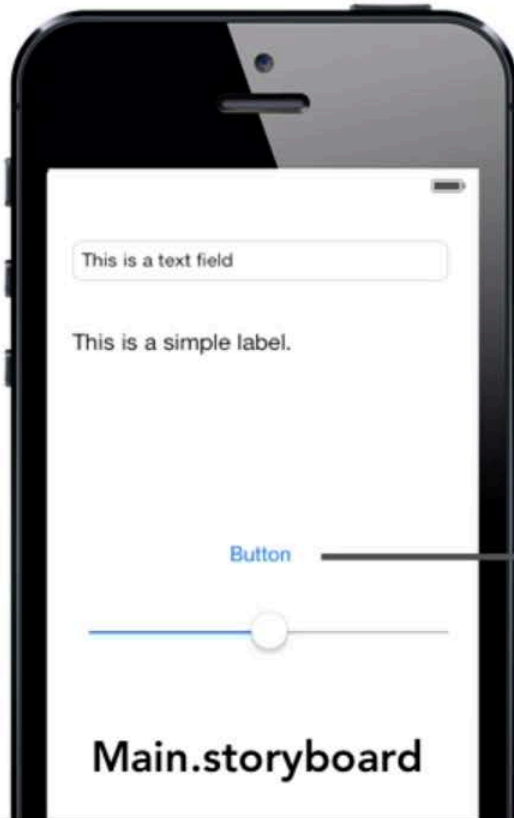 This is a text field
This is a simple label.
Button
Main.storyboard